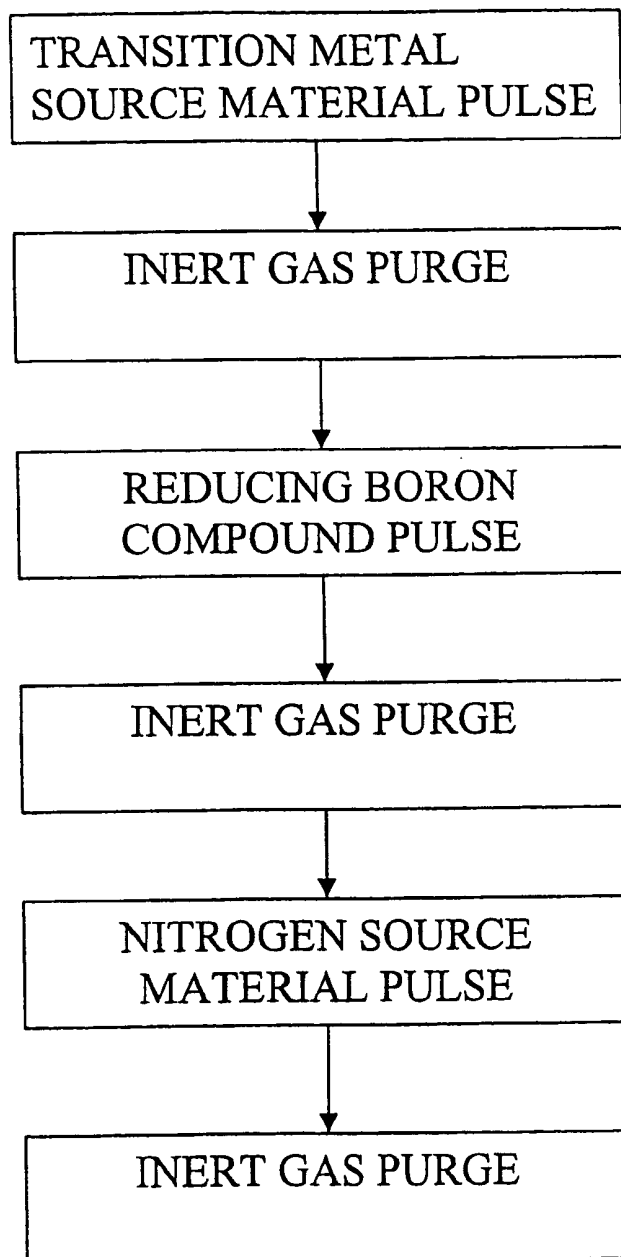 TRANSITION METAL
SOURCE MATERIAL PULSE
INERT GAS PURGE
REDUCING BORON
COMPOUND PULSE
INERT GAS PURGE
NITROGEN SOURCE
MATERIAL PULSE
INERT GAS PURGE